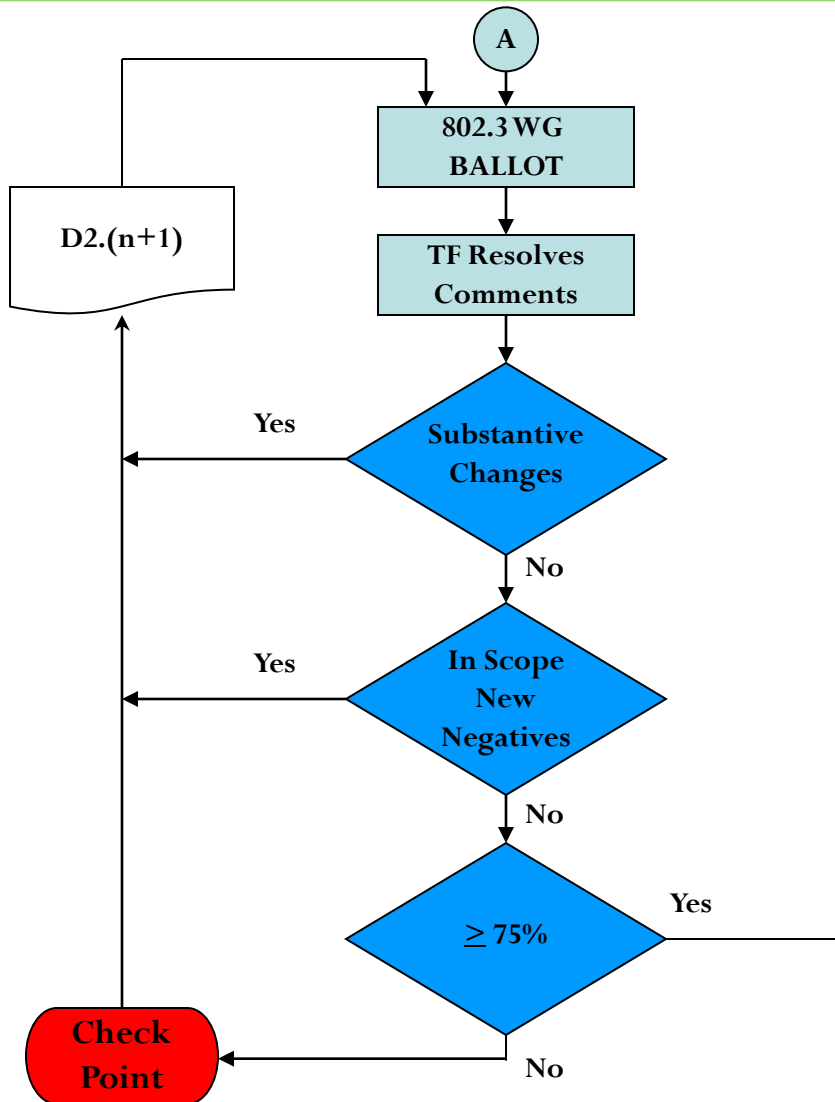 A
802.3 WG
BALLOT
D2.(n+1)
TF Resolves
Comments
Yes
Substantive
Changes
No
Yes
In Scope
New
Negatives
No
≥ 75%
Yes
Check
Point
No